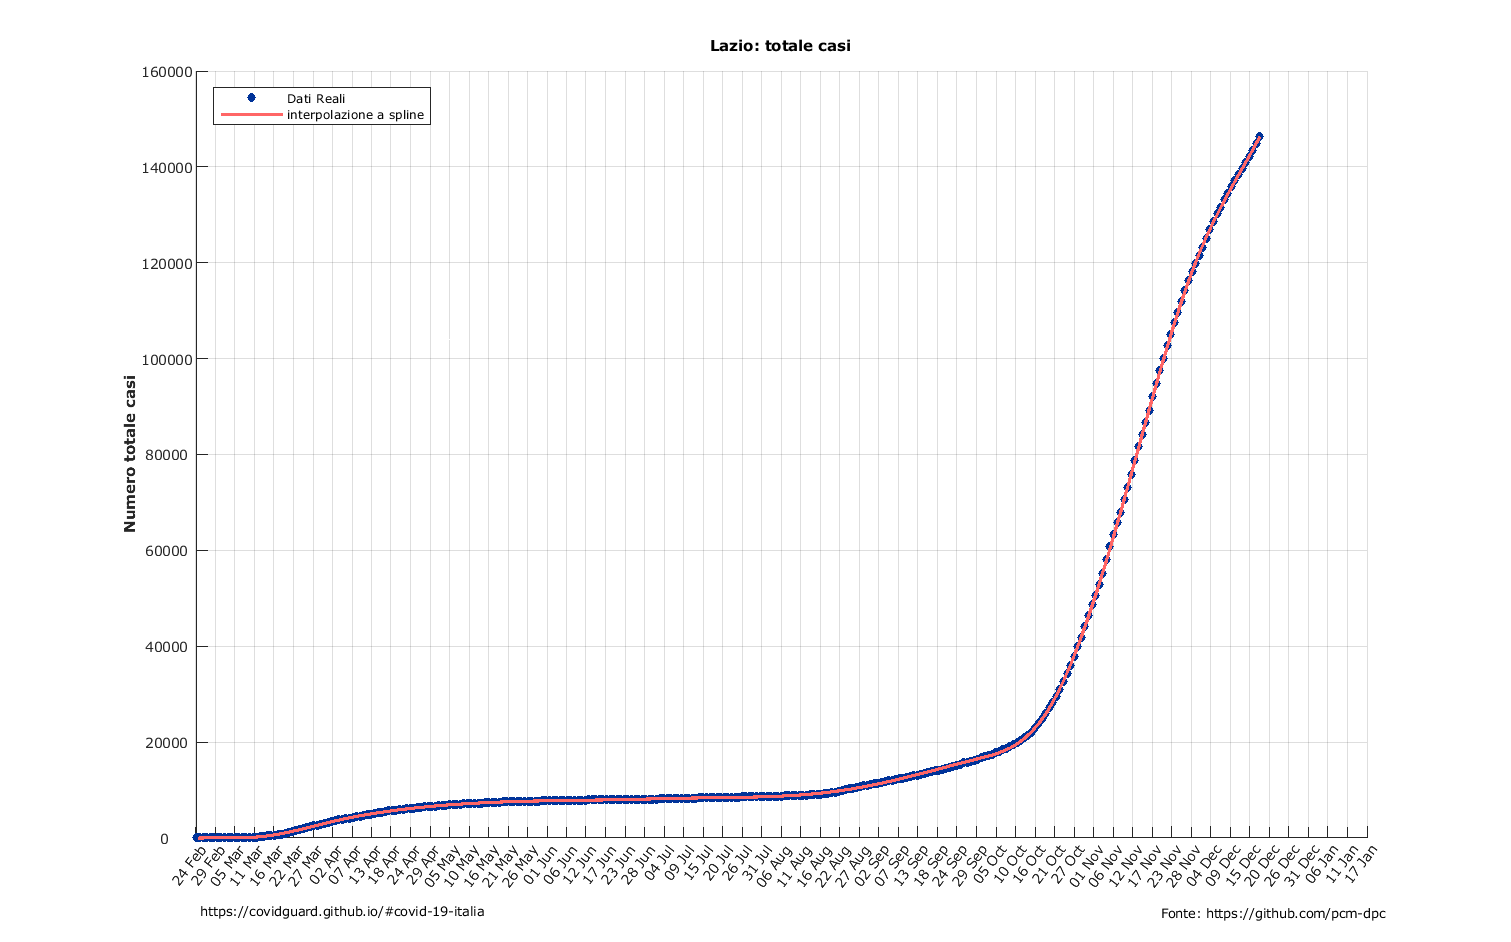 Lazio: totale casi
160000
140000
120000
100000
80000
60000
40000
20000
0
Numero totale casi
Dati Reali
interpolazione a spline
24 Feb
29 Feb
05 Mar
11 Mar
16 Mar
22 Mar
27 Mar
02 Apr
07 Apr
13 Apr
18 Apr
24 Apr
29 Apr
05 May
10 May
16 May
21 May
26 May
01 Jun
06 Jun
12 Jun
17 Jun
23 Jun
28 Jun
04 Jul
09 Jul
15 Jul
20 Jul
26 Jul
31 Jul
06 Aug
11 Aug
16 Aug
22 Aug
27 Aug
02 Sep
07 Sep
13 Sep
18 Sep
24 Sep
29 Sep
05 Oct
10 Oct
16 Oct
21 Oct
27 Oct
01 Nov
06 Nov
12 Nov
17 Nov
23 Nov
28 Nov
04 Dec
09 Dec
15 Dec
20 Dec
26 Dec
31 Dec
06 Jan
11 Jan
17 Jan
https://covidguard.github.io/#covid-19-italia
Fonte: https://github.com/pcm-dpc